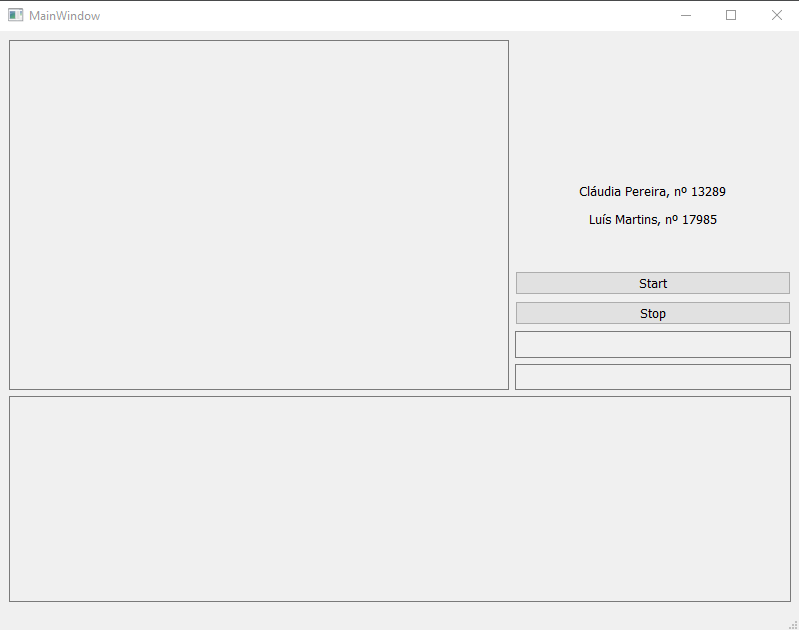 MainWindow
Cláudia Pereira, nº 13289
Luís Martins, nº 17985
Start
Stop